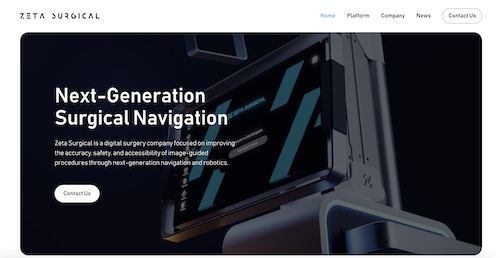 ZETA SURGICAL
Home Platform Company News Contact Us
Next-Generation
Surgical Navigation
Zeta Surgical is a digital surgery company focused on improving
the accuracy, safety, and accessibility of image-guided
procedures through next-generation navigation and robotics.
Contact Us
ZETA SURGICAL